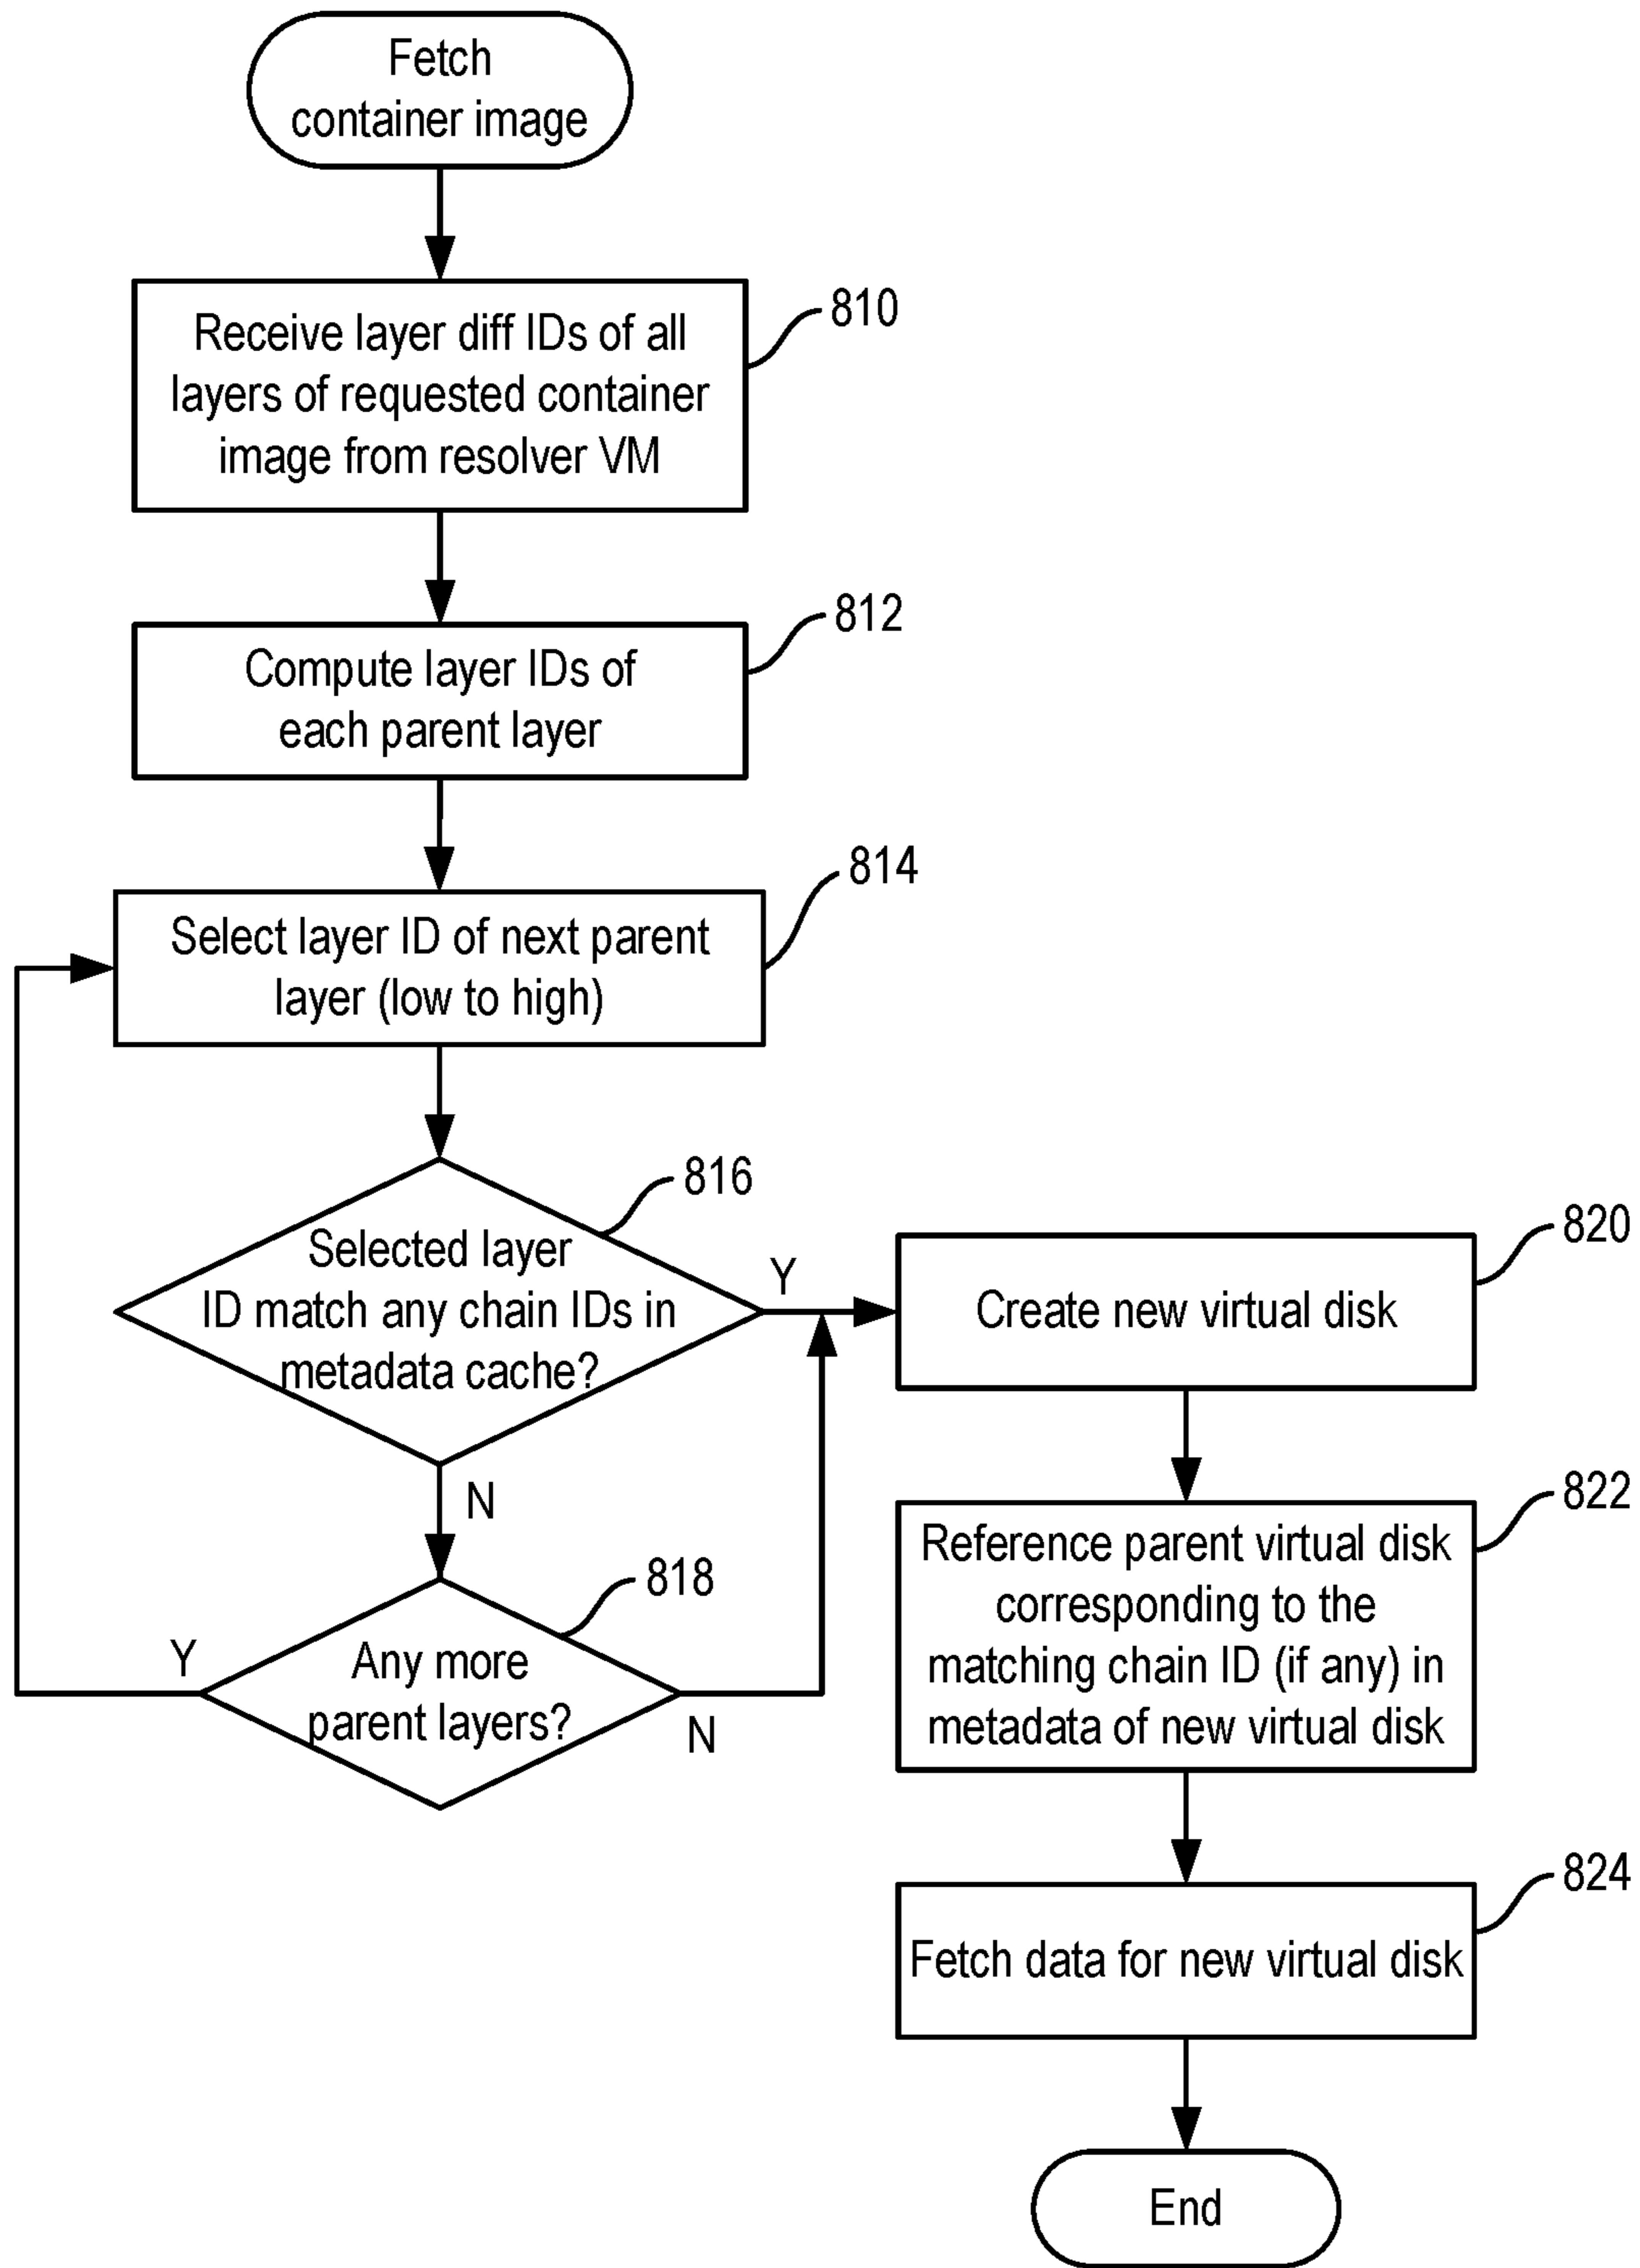 Fetch
container image
Receive layer diff IDs of all
layers of requested container
image from resolver VM
810
Compute layer IDs of
each parent layer
812
Select layer ID of next parent
layer (low to high)
814
Selected layer
ID match any chain IDs in
metadata cache?
816
Y
N
Any more
parent layers?
818
Y
N
Create new virtual disk
820
Reference parent virtual disk
corresponding to the
matching chain ID (if any) in
metadata of new virtual disk
822
Fetch data for new virtual disk
824
End